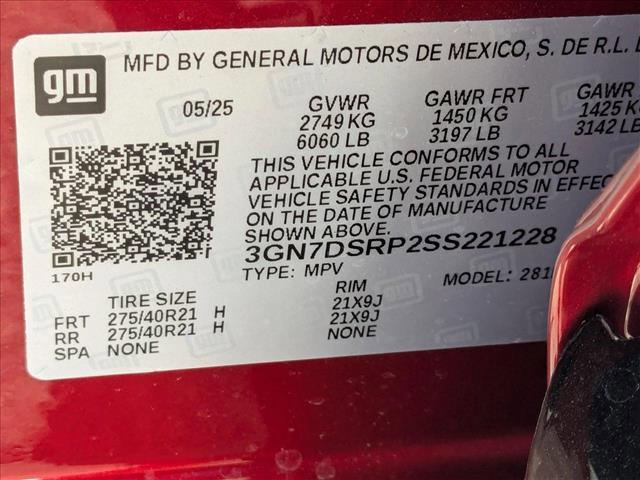 gm
MFD BY GENERAL MOTORS DE MEXICO, S. DE R.L.
05/25 GVWR GAWR FRT GAWR
2749 KG 1450 KG 1425
6060 LB 3197 LB 3142 LB
THIS VEHICLE CONFORMS TO ALL
APPLICABLE U.S. FEDERAL MOTOR
VEHICLE SAFETY STANDARDS IN EFFEC
ON THE DATE OF MANUFACTURE
SHOWN ABOVE.
3GN7DSRP2SS221228
170H TYPE: MPV MODEL: 281
TIRE SIZE RIM
FRT 275/40R21 H 21X9J
RR 275/40R21 H 21X9J
SPA NONE NONE